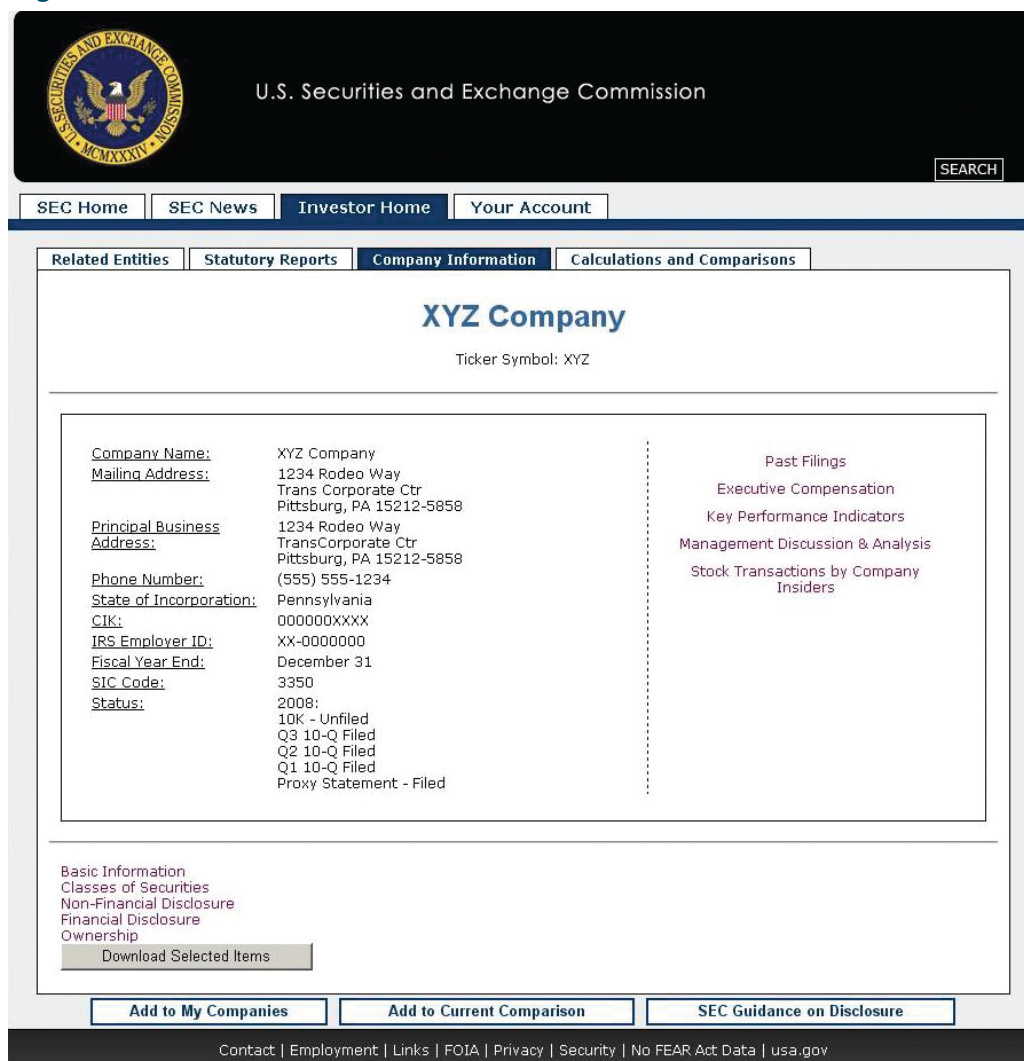 U.S. SECURITIES AND EXCHANGE COMMISSION
MCMXXXIV
U.S. Securities and Exchange Commission
SEARCH
SEC Home SEC News Investor Home Your Account
Related Entities Statutory Reports Company Information Calculations and Comparisons
XYZ Company
Ticker Symbol: XYZ
Company Name: XYZ Company
Mailing Address: 1234 Rodeo Way
Trans Corporate Ctr
Pittsburg, PA 15212-5858
Principal Business Address: 1234 Rodeo Way
TransCorporate Ctr
Pittsburg, PA 15212-5858
Phone Number: (555) 555-1234
State of Incorporation: Pennsylvania
CIK: 000000XXXX
IRS Employer ID: XX-0000000
Fiscal Year End: December 31
SIC Code: 3350
Status: 2008:
10K - Unfiled
Q3 10-Q Filed
Q2 10-Q Filed
Q1 10-Q Filed
Proxy Statement - Filed
Past Filings
Executive Compensation
Key Performance Indicators
Management Discussion & Analysis
Stock Transactions by Company
Insiders
Basic Information
Classes of Securities
Non-Financial Disclosure
Financial Disclosure
Ownership
Download Selected Items
Add to My Companies Add to Current Comparison SEC Guidance on Disclosure
Contact | Employment | Links | FOIA | Privacy | Security | No FEAR Act Data | usa.gov